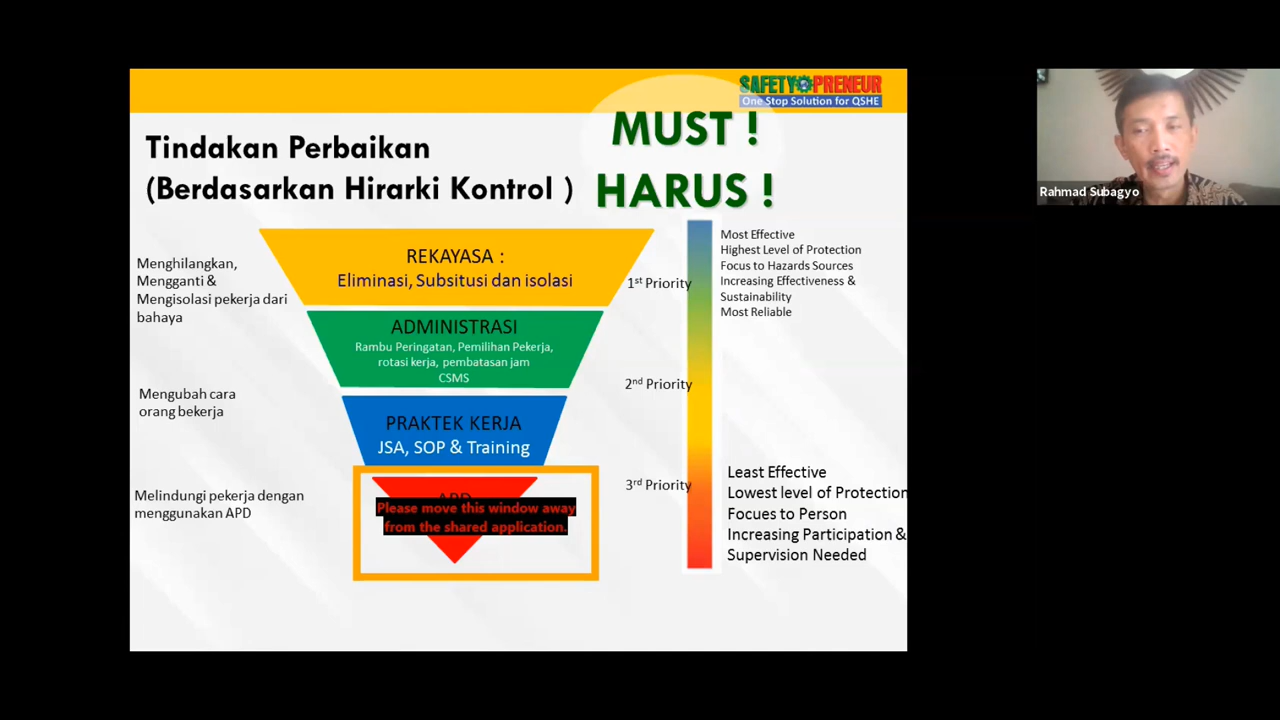 SAFETY PRENEUR
One Stop Solution for QSHE
MUST !
HARUS !
Tindakan Perbaikan
(Berdasarkan Hirarki Kontrol )
Menghilangkan,
Mengganti &
Mengisolasi pekerja dari
bahaya
REKAYASA :
Eliminasi, Subsitusi dan isolasi
1st Priority
Most Effective
Highest Level of Protection
Focus to Hazards Sources
Increasing Effectiveness &
Sustainability
Most Reliable
ADMINISTRASI
Rambu Peringatan, Pemilihan Pekerja,
rotasi kerja, pembatasan jam
CSMS
2nd Priority
Mengubah cara
orang bekerja
PRAKTEK KERJA
JSA, SOP & Training
3rd Priority
Melindungi pekerja dengan
menggunakan APD
APD
Please move this window away
from the shared application.
Least Effective
Lowest level of Protection
Focues to Person
Increasing Participation &
Supervision Needed
Rahmad Subagyo